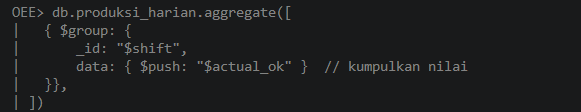 OEE> db.produksi_harian.aggregate([
|   { $group: {
|       _id: "$shift",
|       data: { $push: "$actual_ok" }  // kumpulkan nilai
|   }},
| ])